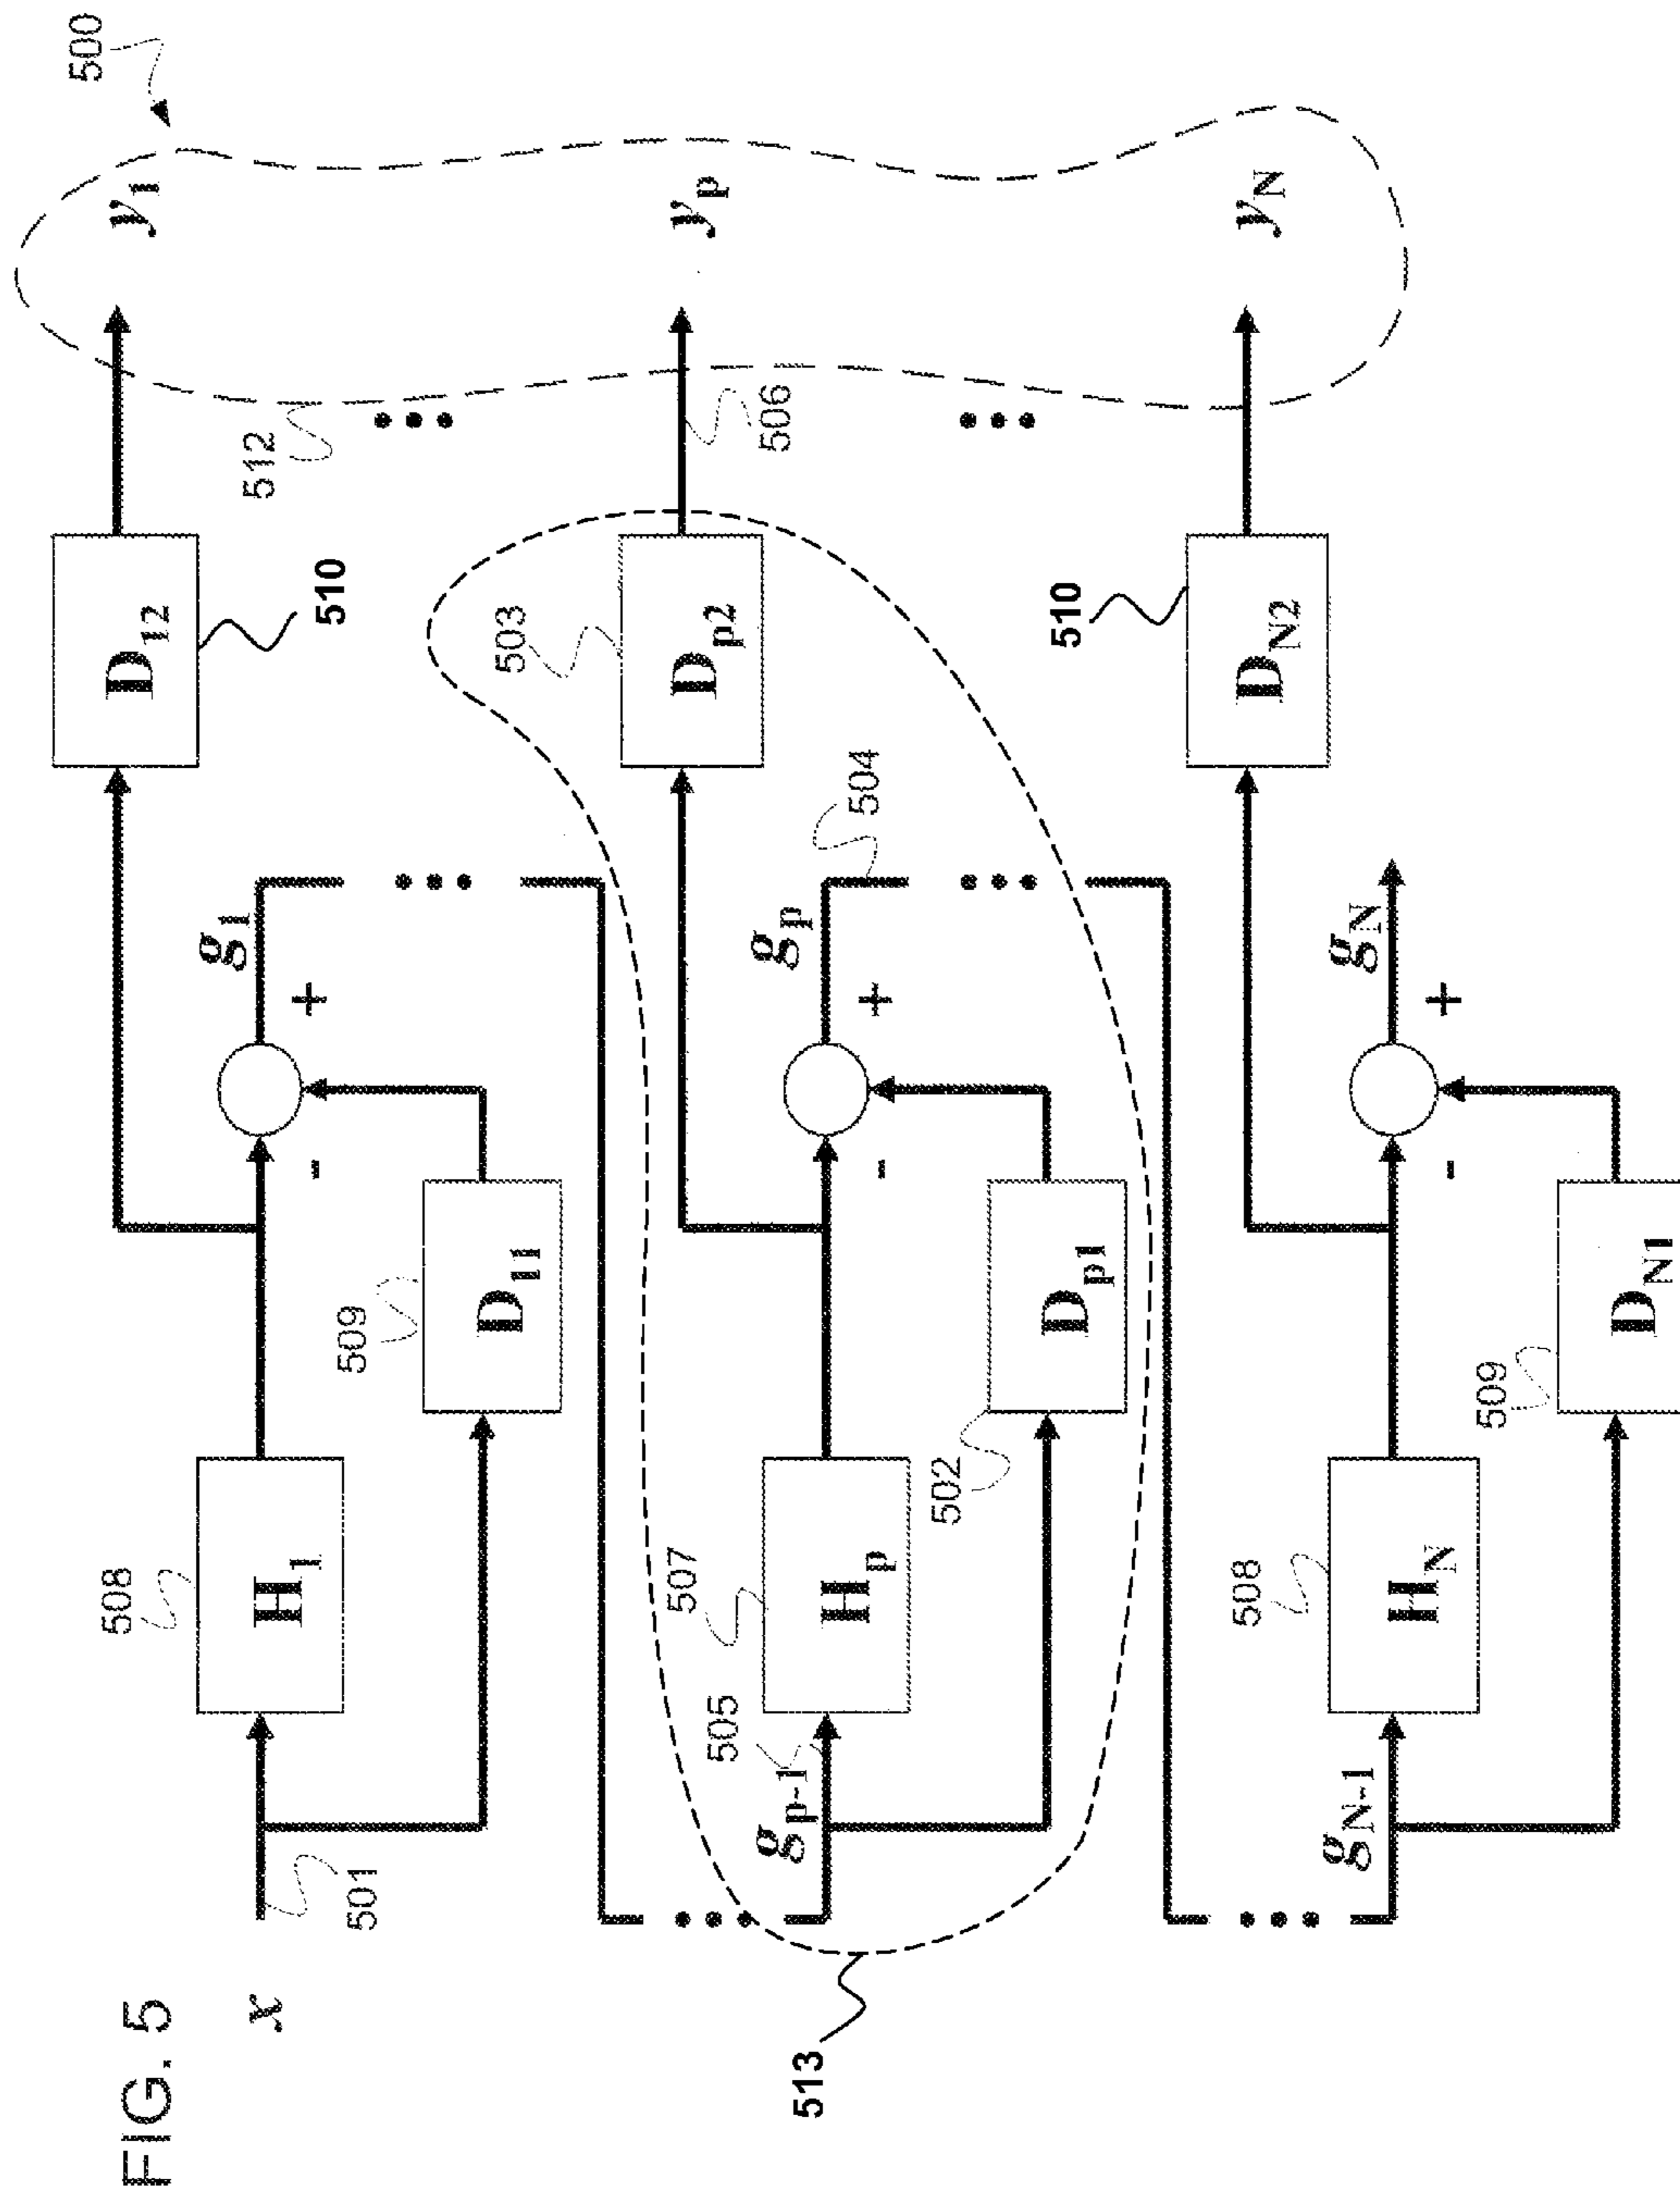 FIG. 5
500
x
501
508
H1
509
D11
-
+
g1
D12
510
y1
512
513
gp-1
505
507
Hp
502
Dp1
-
+
gp
504
503
Dp2
506
yp
gN-1
508
HN
509
DN1
-
+
gN
DN2
510
yN